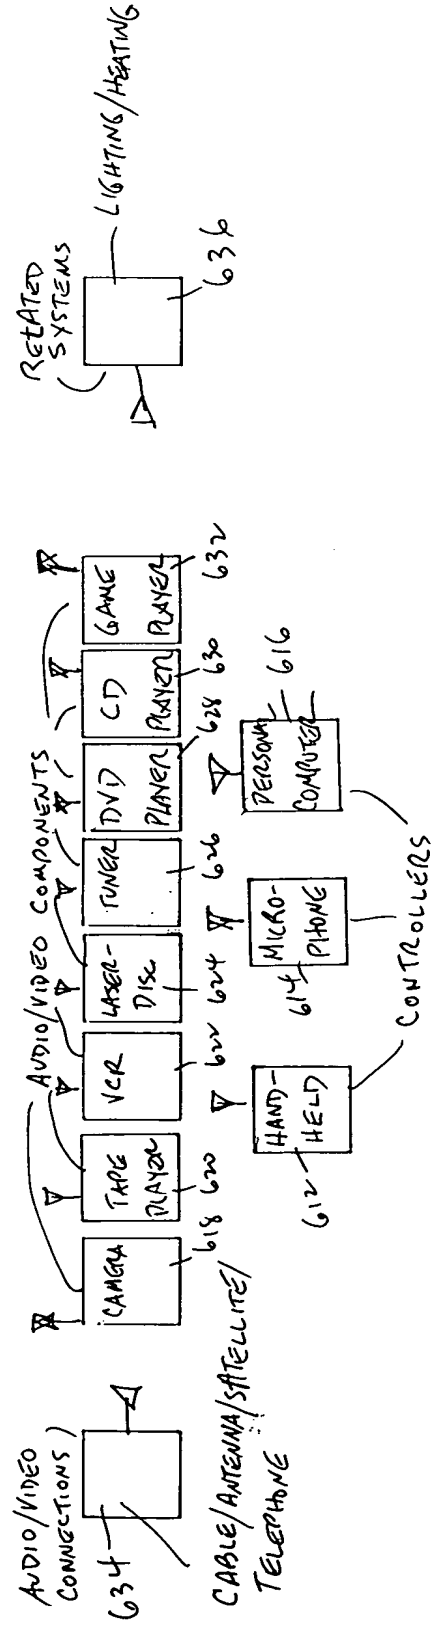 AUDIO/VIDEO
CONNECTIONS
634
CABLE/ANTENNA/SATELLITE/
TELEPHONE
AUDIO/VIDEO COMPONENTS
CAMERA
618
TAPE
PLAYER
620
VCR
622
LASER-
DISC
624
TUNER
626
DVD
PLAYER
628
CD
PLAYER
630
GAME
PLAYER
632
HAND-
HELD
612
MICRO-
PHONE
614
PERSONAL
COMPUTER
616
CONTROLLERS
RELATED
SYSTEMS
LIGHTING/HEATING
636